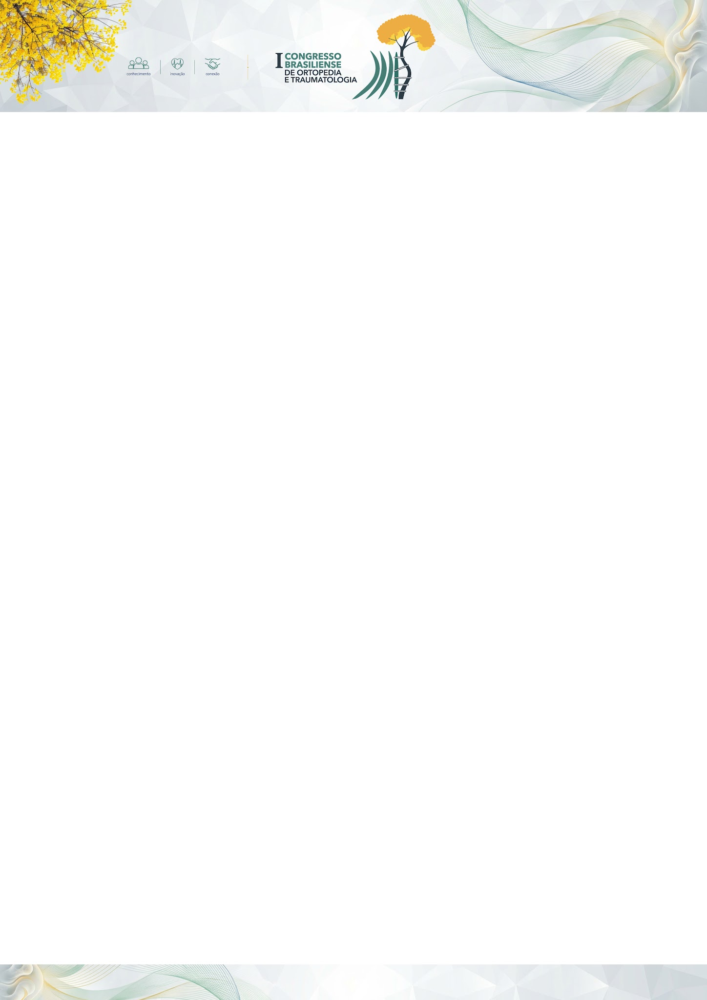 conhecimento
inovação
conexão
I CONGRESSO
BRASILIENSE
DE ORTOPEDIA
E TRAUMATOLOGIA